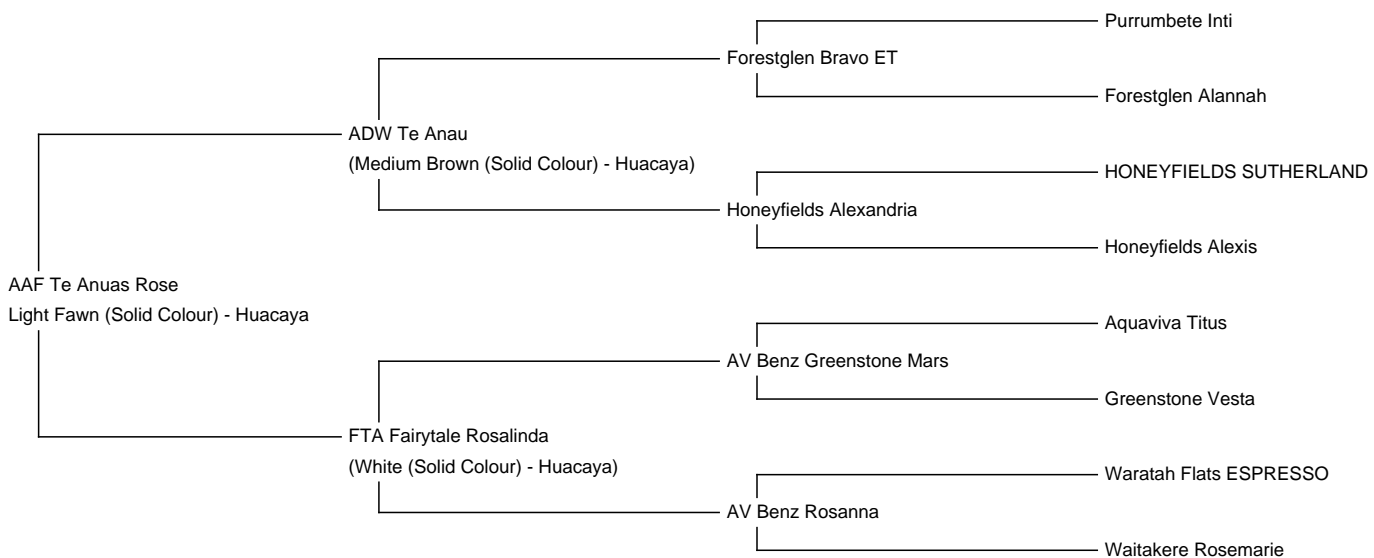 Purrumbete Inti
Forestglen Bravo ET
Forestglen Alannah
ADW Te Anau
(Medium Brown (Solid Colour) - Huacaya)
HONEYFIELDS SUTHERLAND
Honeyfields Alexandria
Honeyfields Alexis
AAF Te Anuas Rose
Light Fawn (Solid Colour) - Huacaya
Aquaviva Titus
AV Benz Greenstone Mars
Greenstone Vesta
FTA Fairytale Rosalinda
(White (Solid Colour) - Huacaya)
Waratah Flats ESPRESSO
AV Benz Rosanna
Waitakere Rosemarie